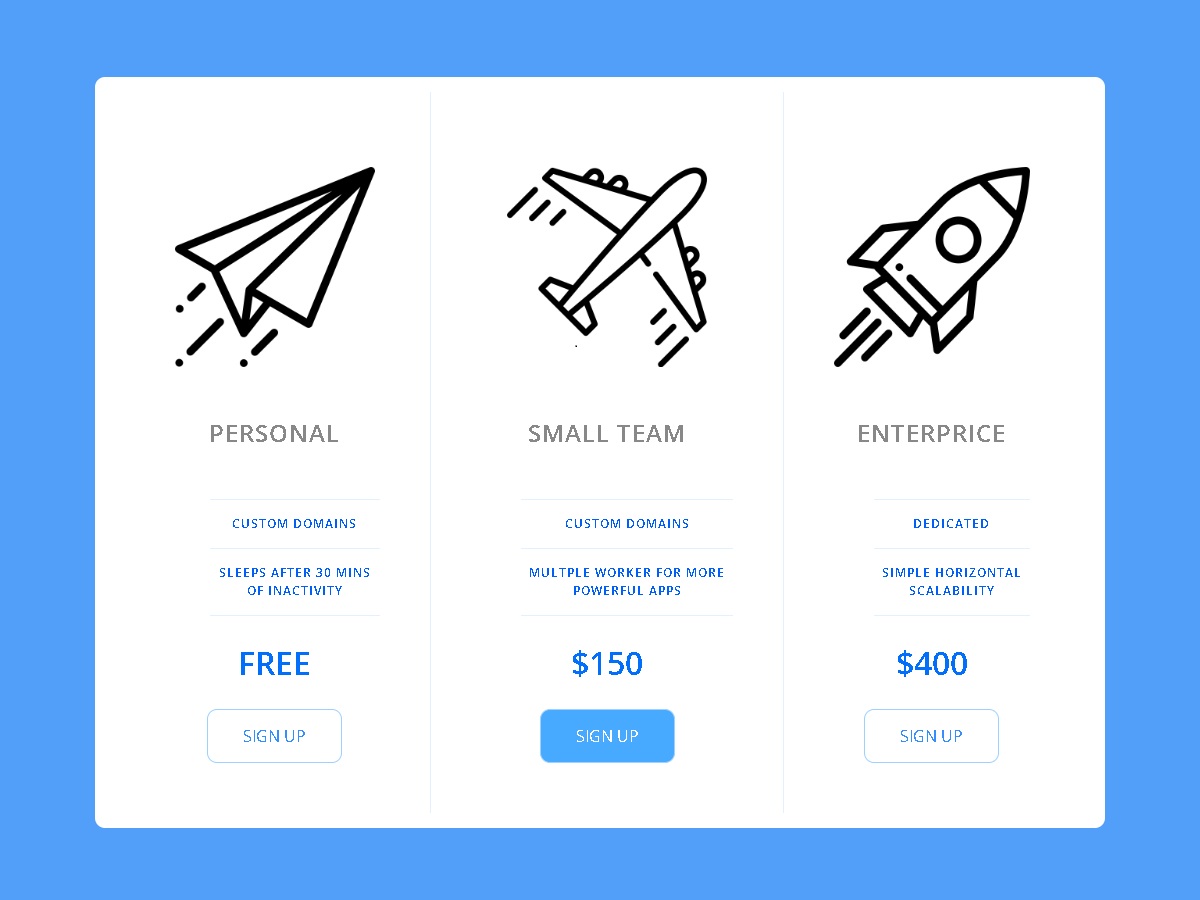 PERSONAL
CUSTOM DOMAINS
SLEEPS AFTER 30 MINS
OF INACTIVITY
FREE
SIGN UP
SMALL TEAM
CUSTOM DOMAINS
MULTPLE WORKER FOR MORE
POWERFUL APPS
$150
SIGN UP
ENTERPRICE
DEDICATED
SIMPLE HORIZONTAL
SCALABILITY
$400
SIGN UP